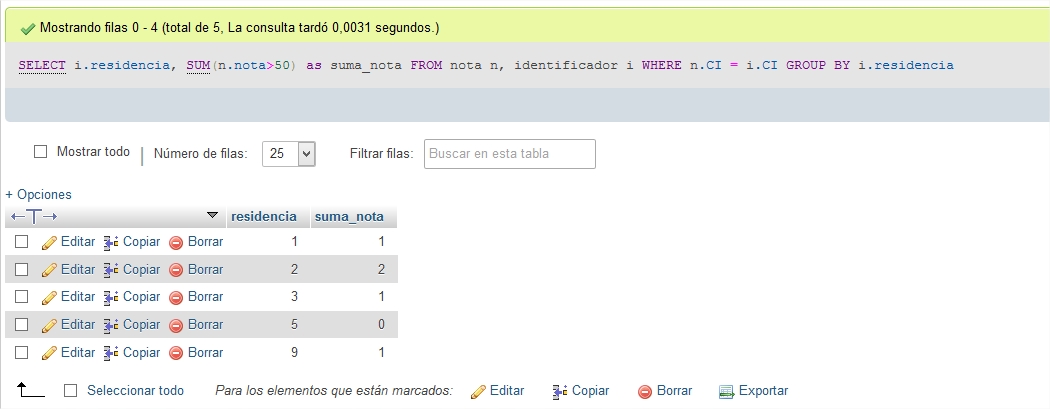 Mostrando filas 0 - 4 (total de 5, La consulta tardó 0,0031 segundos.)
SELECT i.residencia, SUM(n.nota>50) as suma_nota FROM nota n, identificador i WHERE n.CI = i.CI GROUP BY i.residencia
Mostrar todo | Número de filas: 25 Filtrar filas: Buscar en esta tabla
+ Opciones
←T→ residencia suma_nota
Editar Copiar Borrar 1 1
Editar Copiar Borrar 2 2
Editar Copiar Borrar 3 1
Editar Copiar Borrar 5 0
Editar Copiar Borrar 9 1
Seleccionar todo Para los elementos que están marcados: Editar Copiar Borrar Exportar